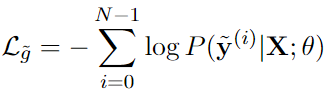 $\mathcal{L}_{\tilde{g}} = - \sum_{i=0}^{N-1} \log P(\tilde{\mathbf{y}}^{(i)} | \mathbf{X}; \theta)$